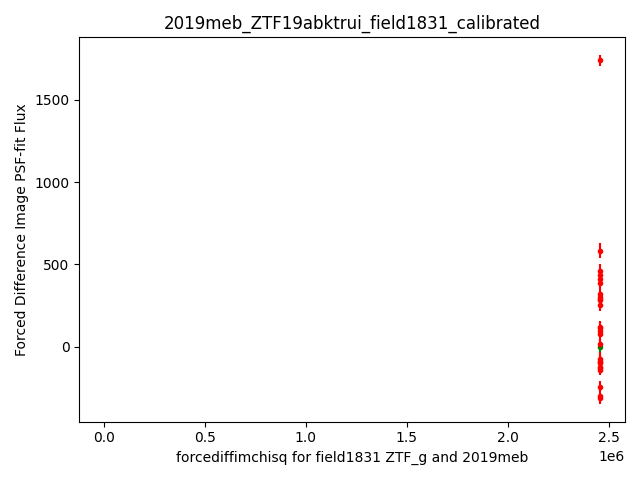 2019meb_ZTF19abktrui_field1831_calibrated
Forced Difference Image PSF-fit Flux
1500
1000
500
0
0.0 0.5 1.0 1.5 2.0 2.5
1e6
forcediffimchisq for field1831 ZTF_g and 2019meb